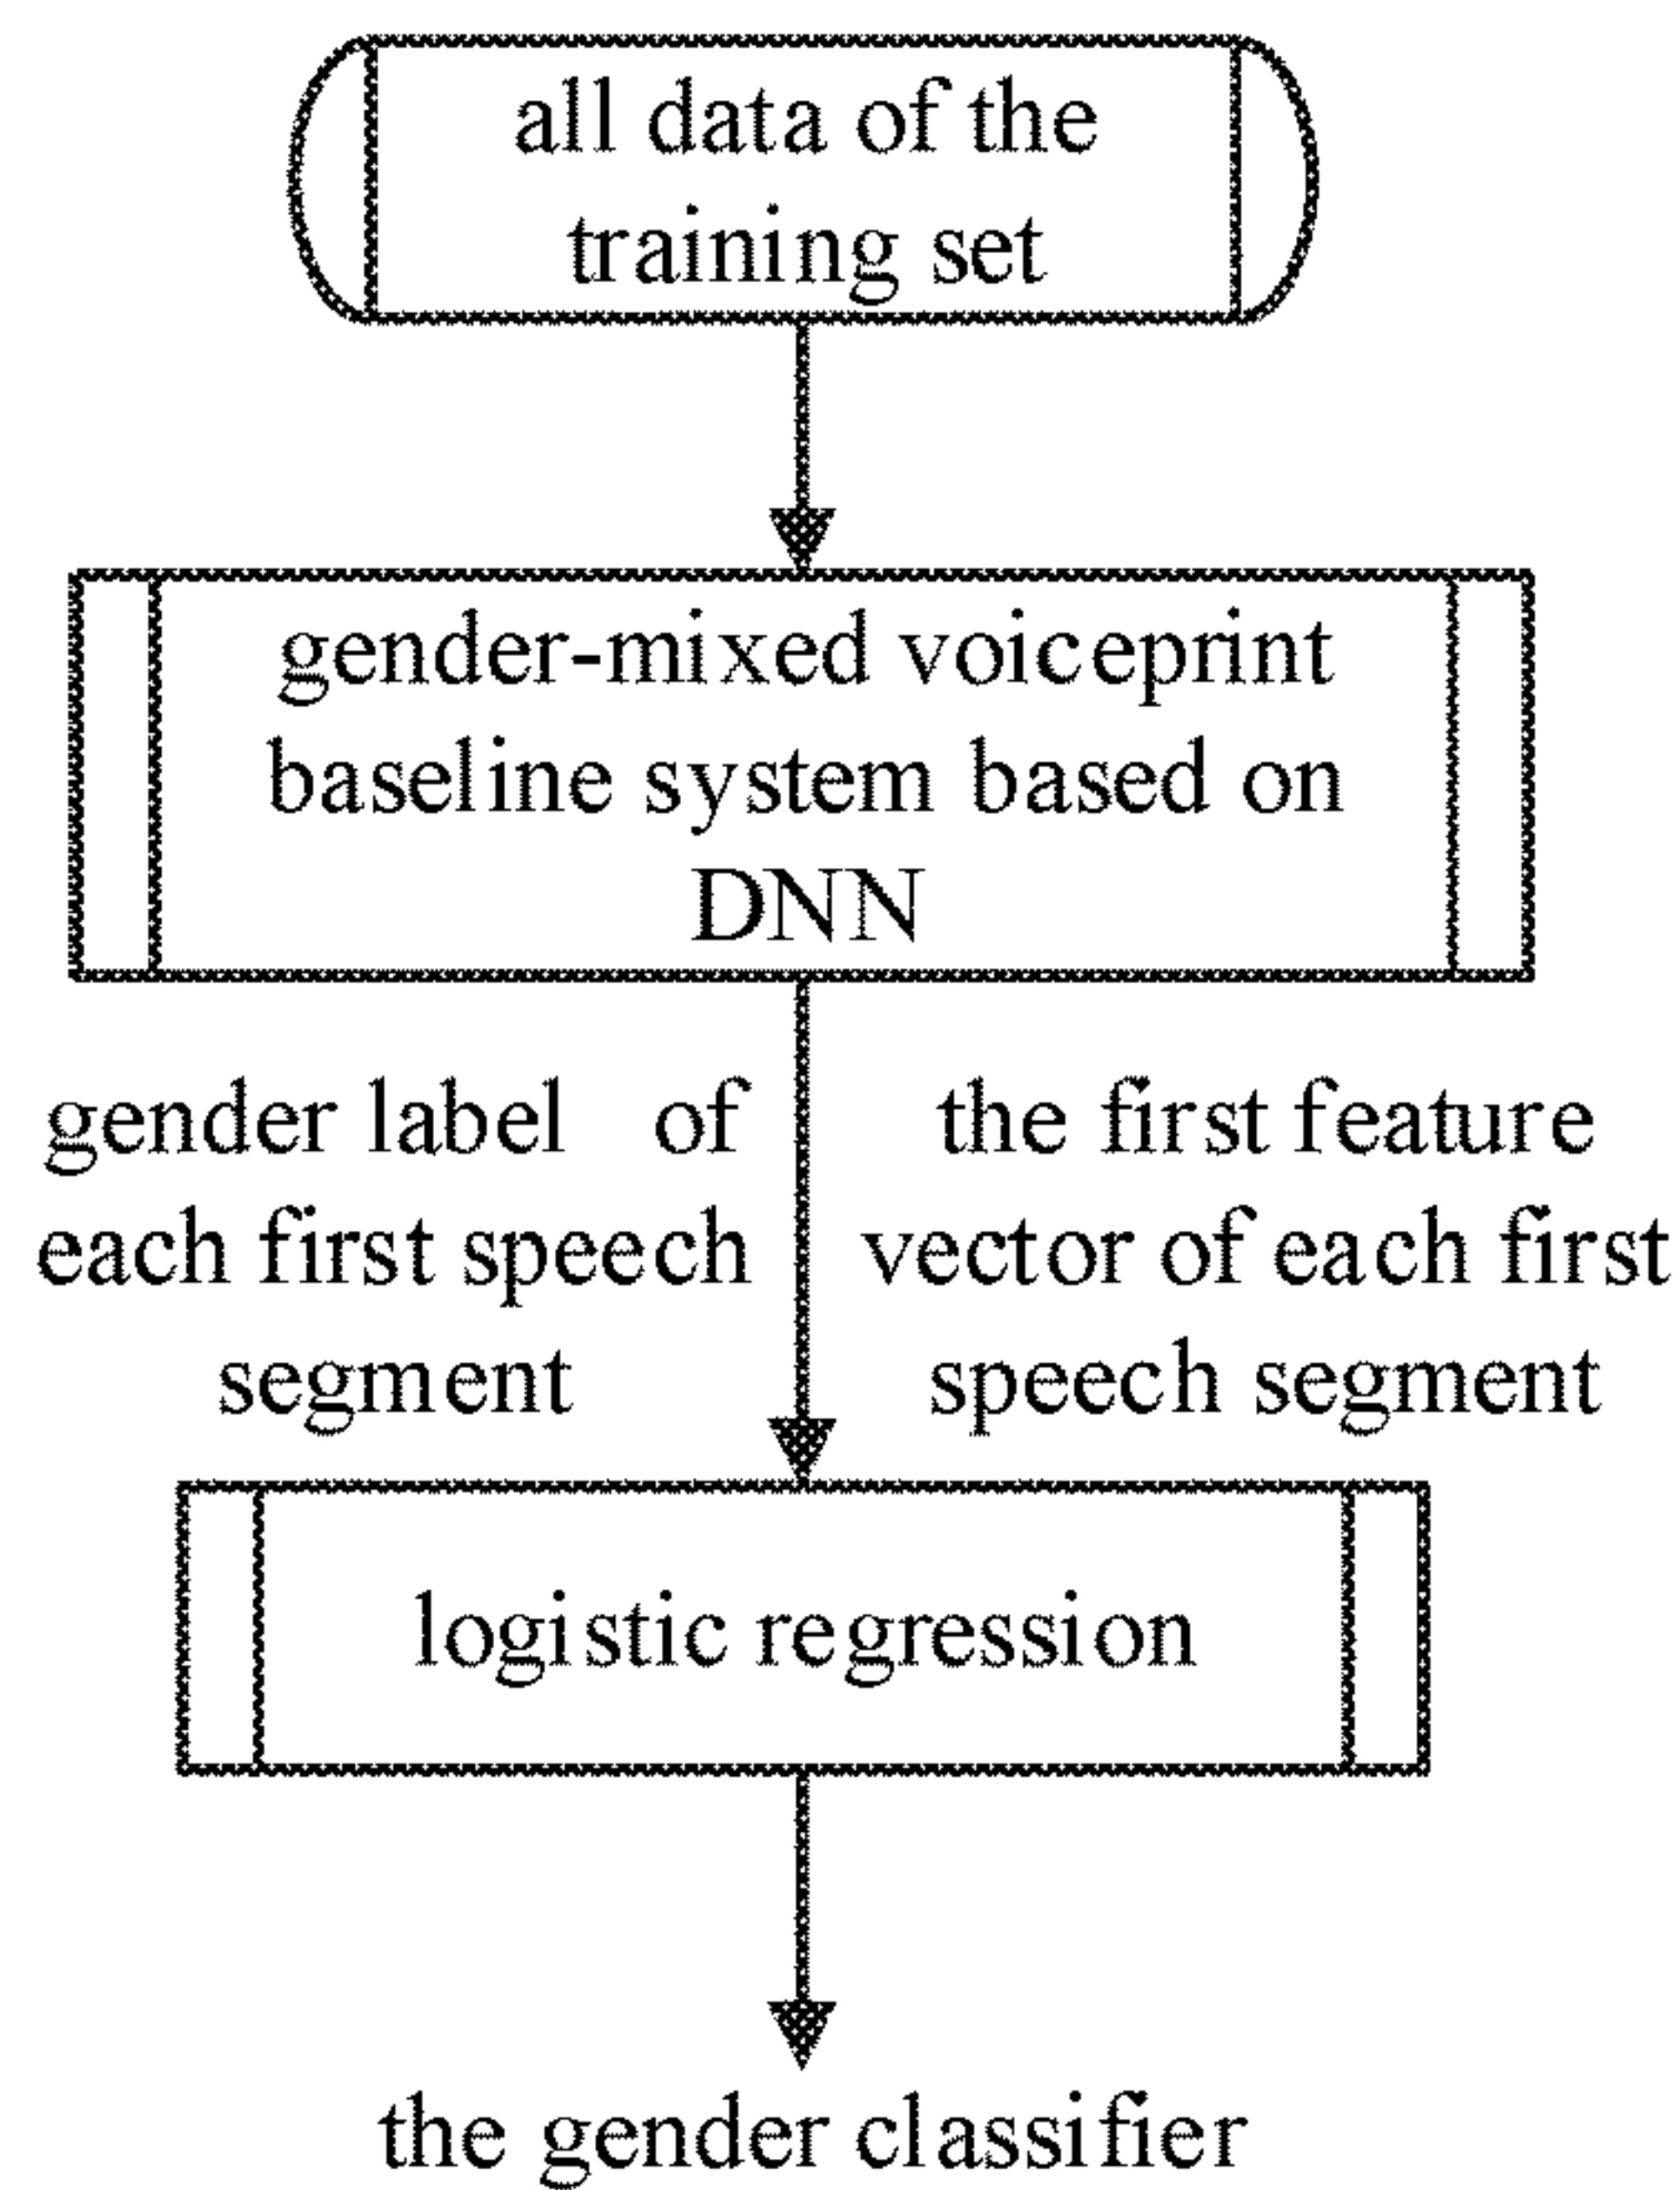 all data of the
training set
gender-mixed voiceprint
baseline system based on
DNN
gender label of
each first speech
segment
the first feature
vector of each first
speech segment
logistic regression
the gender classifier